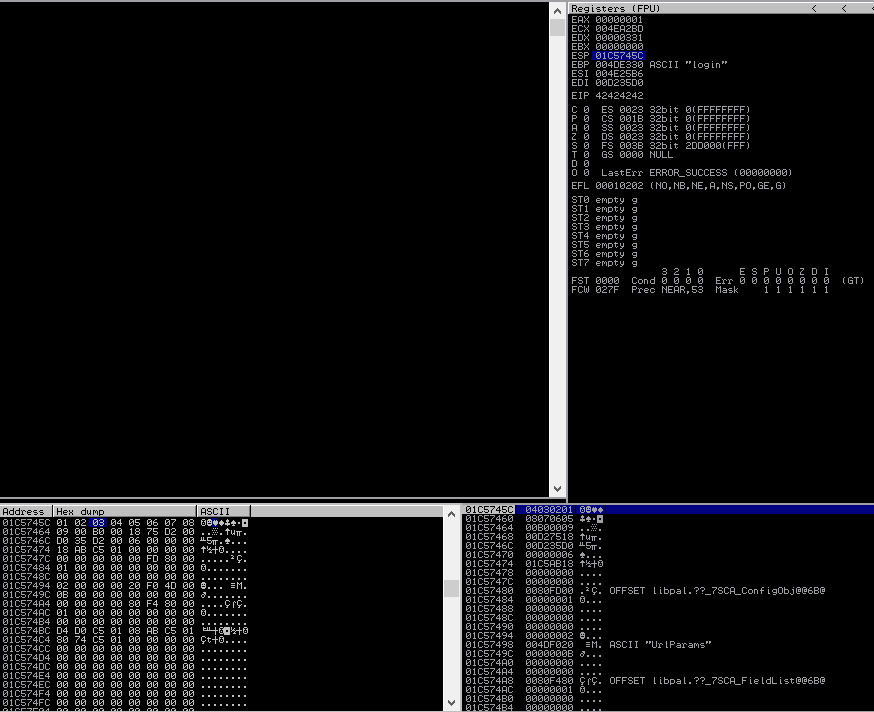 Registers (FPU) < < <
EAX 00000001
ECX 004EA2BD
EDX 00000331
EBX 00000000
ESP 01C5745C
EBP 004DE330 ASCII "login"
ESI 004E25B6
EDI 00D235D0
EIP 42424242
C 0 ES 0023 32bit 0(FFFFFFFF)
P 0 CS 001B 32bit 0(FFFFFFFF)
A 0 SS 0023 32bit 0(FFFFFFFF)
Z 0 DS 0023 32bit 0(FFFFFFFF)
S 0 FS 003B 32bit 2DD000(FFF)
T 0 GS 0000 NULL
D 0
O 0 LastErr ERROR_SUCCESS (00000000)
EFL 00010202 (NO,NB,NE,A,NS,PO,GE,G)
ST0 empty g
ST1 empty g
ST2 empty g
ST3 empty g
ST4 empty g
ST5 empty g
ST6 empty g
ST7 empty g
3 2 1 0 E S P U O Z D I
FST 0000 Cond 0 0 0 0 Err 0 0 0 0 0 0 0 0 (GT)
FCW 027F Prec NEAR,53 Mask 1 1 1 1 1 1
Address Hex dump ASCII
01C5745C 01 02 03 04 05 06 07 08
01C57464 09 00 B0 00 18 75 D2 00
01C5746C D0 35 D2 00 06 00 00 00
01C57474 18 AB C5 01 00 00 00 00
01C5747C 00 00 00 00 00 FD 80 00
01C57484 01 00 00 00 00 00 00 00
01C5748C 00 00 00 00 00 00 00 00
01C57494 02 00 00 00 20 F0 4D 00
01C5749C 0B 00 00 00 00 00 00 00
01C574A4 00 00 00 00 80 F4 80 00
01C574AC 01 00 00 00 00 00 00 00
01C574B4 00 00 00 00 00 00 00 00
01C574BC D4 D0 C5 01 08 AB C5 01
01C574C4 80 74 C5 01 00 00 00 00
01C574CC 00 00 00 00 00 00 00 00
01C574D4 00 00 00 00 00 00 00 00
01C574DC 00 00 00 00 00 00 00 00
01C574E4 00 00 00 00 00 00 00 00
01C574EC 00 00 00 00 00 00 00 00
01C574F4 00 00 00 00 00 00 00 00
01C574FC 00 00 00 00 00 00 00 00
01C5745C 04030201
01C57460 08070605
01C57464 00B00009
01C57468 00D27518
01C5746C 00D235D0
01C57470 00000006
01C57474 01C5AB18
01C57478 00000000
01C5747C 00000000
01C57480 0080FD00 OFFSET libpal.??_7SCA_ConfigObj@@6B@
01C57484 00000001
01C57488 00000000
01C5748C 00000000
01C57490 00000000
01C57494 00000002
01C57498 004DF020 ASCII "UrlParams"
01C5749C 0000000B
01C574A0 00000000
01C574A4 00000000
01C574A8 0080F480 OFFSET libpal.??_7SCA_FieldList@@6B@
01C574AC 00000001
01C574B0 00000000
01C574B4 00000000